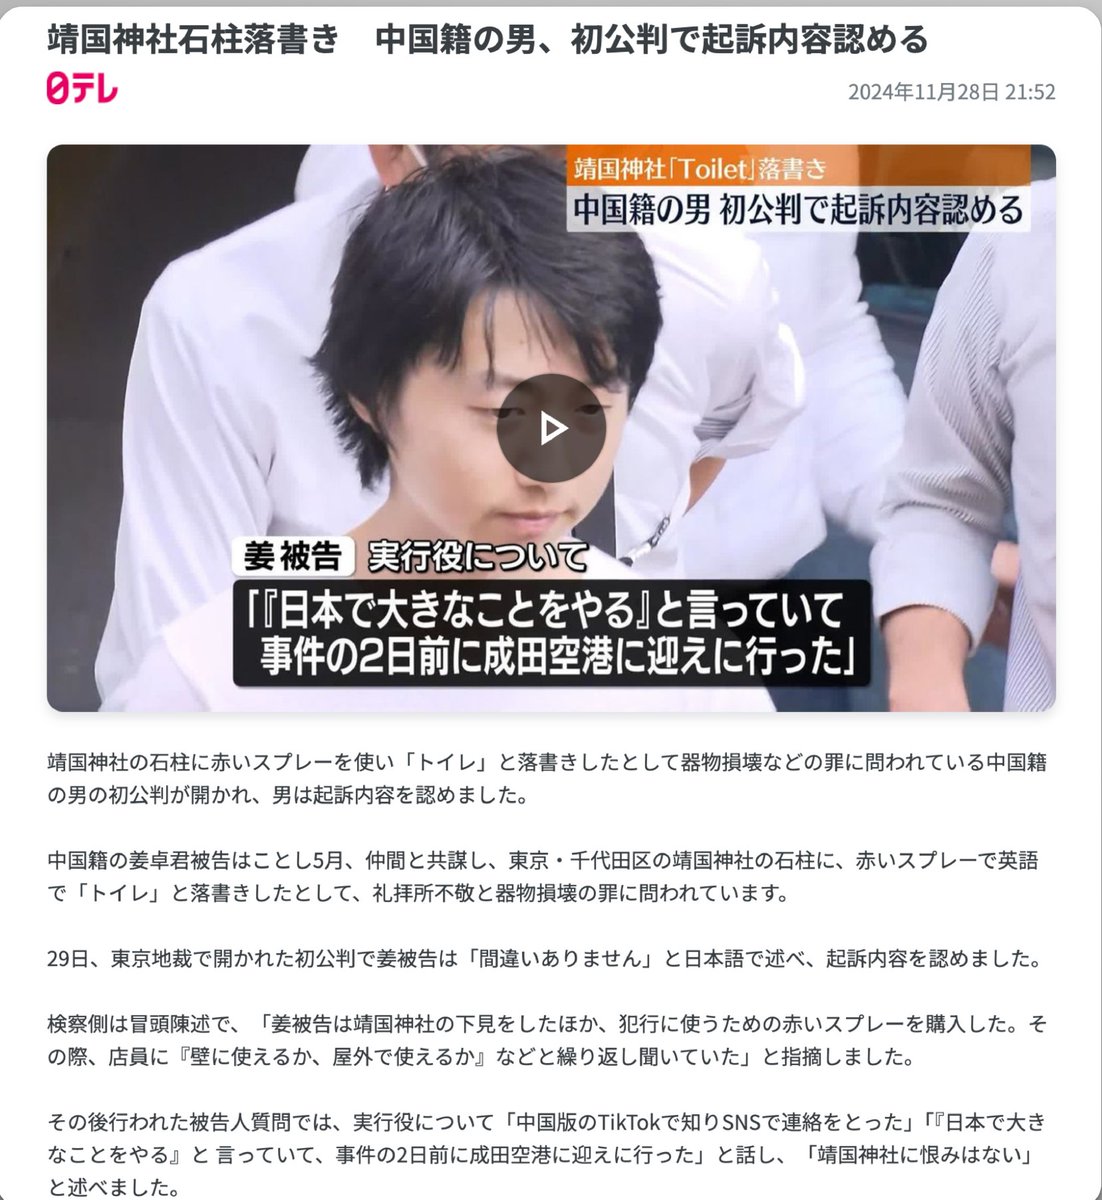 靖国神社石柱落書き　中国籍の男、初公判で起訴内容認める
日テレ
2024年11月28日 21:52
靖国神社「Toilet」落書き
中国籍の男 初公判で起訴内容認める
姜被告 実行役について
「『日本で大きなことをやる』と言っていて
事件の2日前に成田空港に迎えに行った」
靖国神社の石柱に赤いスプレーを使い「トイレ」と落書きしたとして器物損壊などの罪に問われている中国籍
の男の初公判が開かれ、男は起訴内容を認めました。
中国籍の姜卓君被告はことし5月、仲間と共謀し、東京・千代田区の靖国神社の石柱に、赤いスプレーで英語
で「トイレ」と落書きしたとして、礼拝所不敬と器物損壊の罪に問われています。
29日、東京地裁で開かれた初公判で姜被告は「間違いありません」と日本語で述べ、起訴内容を認めました。
検察側は冒頭陳述で、「姜被告は靖国神社の下見をしたほか、犯行に使うための赤いスプレーを購入した。そ
の際、店員に『壁に使えるか、屋外で使えるか』などと繰り返し聞いていた」と指摘しました。
その後行われた被告人質問では、実行役について「中国版のTikTokで知りSNSで連絡をとった」「『日本で大き
なことをやる』と 言っていて、事件の2日前に成田空港に迎えに行った」と話し、「靖国神社に恨みはない」
と述べました。